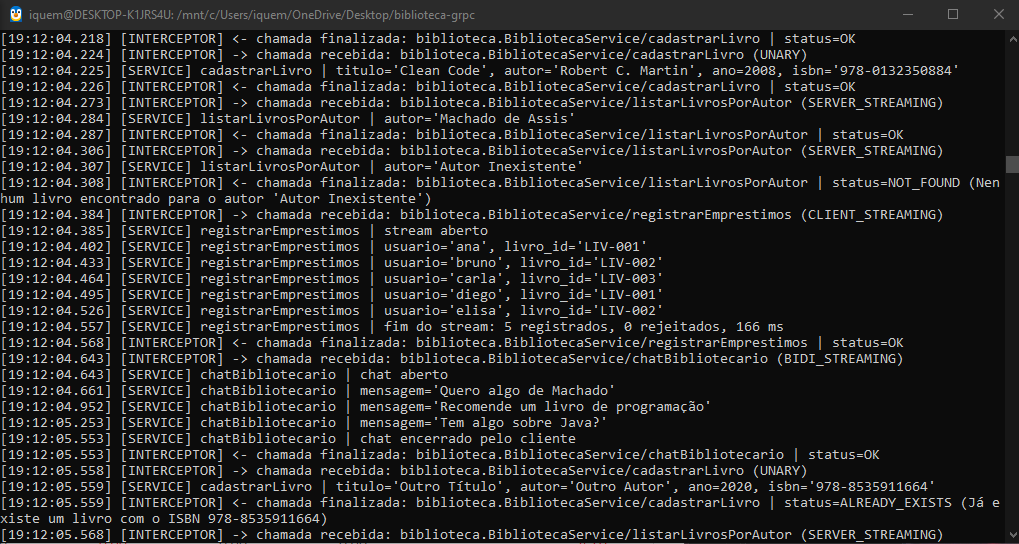 iquem@DESKTOP-K1JRS4U: /mnt/c/Users/iquem/OneDrive/Desktop/biblioteca-grpc
[19:12:04.218] [INTERCEPTOR] <- chamada finalizada: biblioteca.BibliotecaService/cadastrarLivro | status=OK
[19:12:04.224] [INTERCEPTOR] -> chamada recebida: biblioteca.BibliotecaService/cadastrarLivro (UNARY)
[19:12:04.225] [SERVICE] cadastrarLivro | titulo='Clean Code', autor='Robert C. Martin', ano=2008, isbn='978-0132350884'
[19:12:04.226] [INTERCEPTOR] <- chamada finalizada: biblioteca.BibliotecaService/cadastrarLivro | status=OK
[19:12:04.273] [INTERCEPTOR] -> chamada recebida: biblioteca.BibliotecaService/listarLivrosPorAutor (SERVER_STREAMING)
[19:12:04.284] [SERVICE] listarLivrosPorAutor | autor='Machado de Assis'
[19:12:04.287] [INTERCEPTOR] <- chamada finalizada: biblioteca.BibliotecaService/listarLivrosPorAutor | status=OK
[19:12:04.306] [INTERCEPTOR] -> chamada recebida: biblioteca.BibliotecaService/listarLivrosPorAutor (SERVER_STREAMING)
[19:12:04.307] [SERVICE] listarLivrosPorAutor | autor='Autor Inexistente'
[19:12:04.308] [INTERCEPTOR] <- chamada finalizada: biblioteca.BibliotecaService/listarLivrosPorAutor | status=NOT_FOUND (Nen
hum livro encontrado para o autor 'Autor Inexistente')
[19:12:04.384] [INTERCEPTOR] -> chamada recebida: biblioteca.BibliotecaService/registrarEmprestimos (CLIENT_STREAMING)
[19:12:04.385] [SERVICE] registrarEmprestimos | stream aberto
[19:12:04.402] [SERVICE] registrarEmprestimos | usuario='ana', livro_id='LIV-001'
[19:12:04.433] [SERVICE] registrarEmprestimos | usuario='bruno', livro_id='LIV-002'
[19:12:04.464] [SERVICE] registrarEmprestimos | usuario='carla', livro_id='LIV-003'
[19:12:04.495] [SERVICE] registrarEmprestimos | usuario='diego', livro_id='LIV-001'
[19:12:04.526] [SERVICE] registrarEmprestimos | usuario='elisa', livro_id='LIV-002'
[19:12:04.557] [SERVICE] registrarEmprestimos | fim do stream: 5 registrados, 0 rejeitados, 166 ms
[19:12:04.568] [INTERCEPTOR] <- chamada finalizada: biblioteca.BibliotecaService/registrarEmprestimos | status=OK
[19:12:04.643] [INTERCEPTOR] -> chamada recebida: biblioteca.BibliotecaService/chatBibliotecario (BIDI_STREAMING)
[19:12:04.643] [SERVICE] chatBibliotecario | chat aberto
[19:12:04.661] [SERVICE] chatBibliotecario | mensagem='Quero algo de Machado'
[19:12:04.952] [SERVICE] chatBibliotecario | mensagem='Recomende um livro de programação'
[19:12:05.253] [SERVICE] chatBibliotecario | mensagem='Tem algo sobre Java?'
[19:12:05.553] [SERVICE] chatBibliotecario | chat encerrado pelo cliente
[19:12:05.553] [INTERCEPTOR] <- chamada finalizada: biblioteca.BibliotecaService/chatBibliotecario | status=OK
[19:12:05.558] [INTERCEPTOR] -> chamada recebida: biblioteca.BibliotecaService/cadastrarLivro (UNARY)
[19:12:05.559] [SERVICE] cadastrarLivro | titulo='Outro Título', autor='Outro Autor', ano=2020, isbn='978-8535911664'
[19:12:05.559] [INTERCEPTOR] <- chamada finalizada: biblioteca.BibliotecaService/cadastrarLivro | status=ALREADY_EXISTS (Já e
xiste um livro com o ISBN 978-8535911664)
[19:12:05.568] [INTERCEPTOR] -> chamada recebida: biblioteca.BibliotecaService/listarLivrosPorAutor (SERVER_STREAMING)